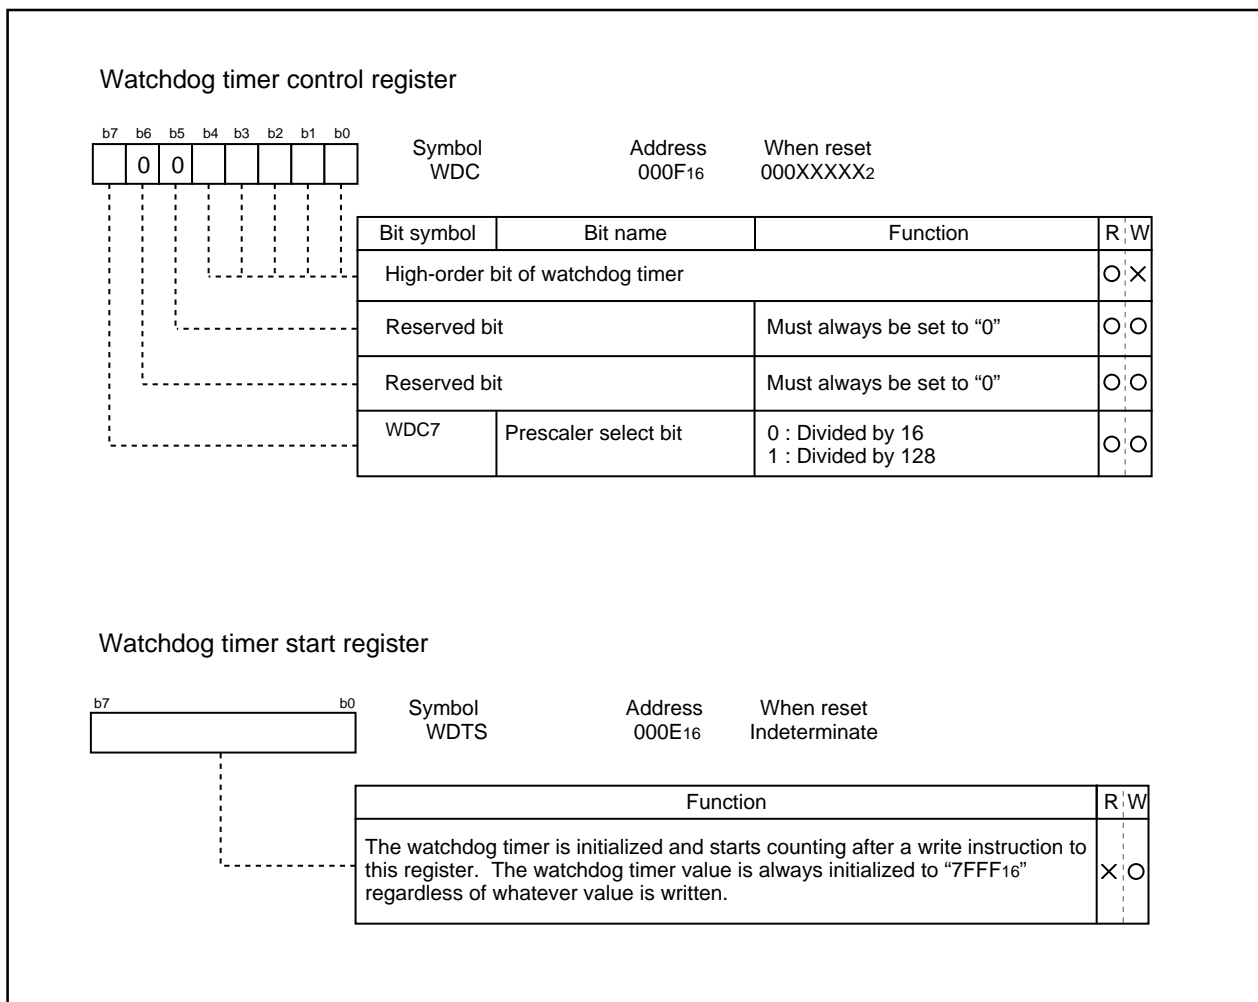 Watchdog timer control register
b7 b6 b5 b4 b3 b2 b1 b0
0 0
Symbol Address When reset
WDC 000F16 000XXXXX2
Bit symbol Bit name Function R W
High-order bit of watchdog timer
Reserved bit Must always be set to “0”
Reserved bit Must always be set to “0”
WDC7 Prescaler select bit 0 : Divided by 16
1 : Divided by 128
Watchdog timer start register
b7 b0
Symbol Address When reset
WDTS 000E16 Indeterminate
Function R W
The watchdog timer is initialized and starts counting after a write instruction to
this register. The watchdog timer value is always initialized to “7FFF16”
regardless of whatever value is written.